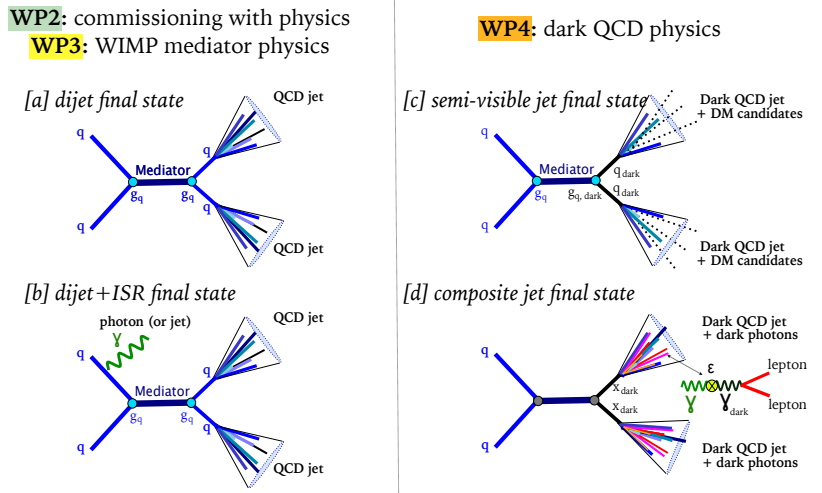 WP2: commissioning with physics
WP3: WIMP mediator physics
[a] dijet final state
QCD jet
q
q
Mediator
g_q
g_q
q
q
QCD jet
[b] dijet+ISR final state
photon (or jet)
γ
QCD jet
q
q
Mediator
g_q
g_q
q
q
QCD jet
WP4: dark QCD physics
[c] semi-visible jet final state
Dark QCD jet
+ DM candidates
q
Mediator
q_dark
g_q
g_q, dark
q_dark
q
Dark QCD jet
+ DM candidates
[d] composite jet final state
Dark QCD jet
+ dark photons
q
ε
lepton
x_dark
x_dark
γ
γ_dark
lepton
q
Dark QCD jet
+ dark photons